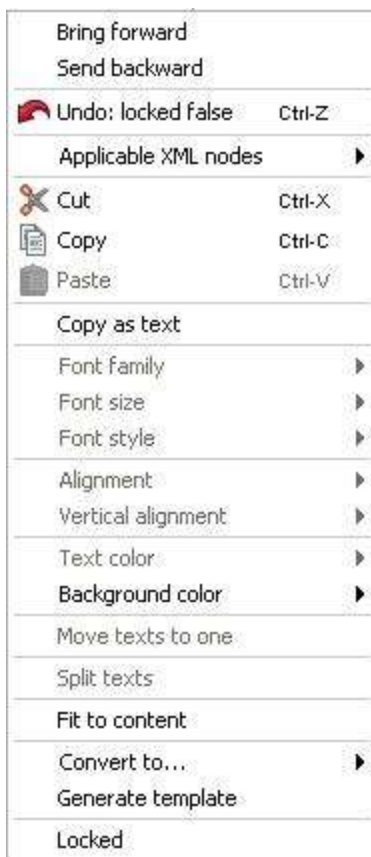 Bring forward
Send backward
Undo: locked false Ctrl-Z
Applicable XML nodes
Cut Ctrl-X
Copy Ctrl-C
Paste Ctrl-V
Copy as text
Font family
Font size
Font style
Alignment
Vertical alignment
Text color
Background color
Move texts to one
Split texts
Fit to content
Convert to...
Generate template
Locked